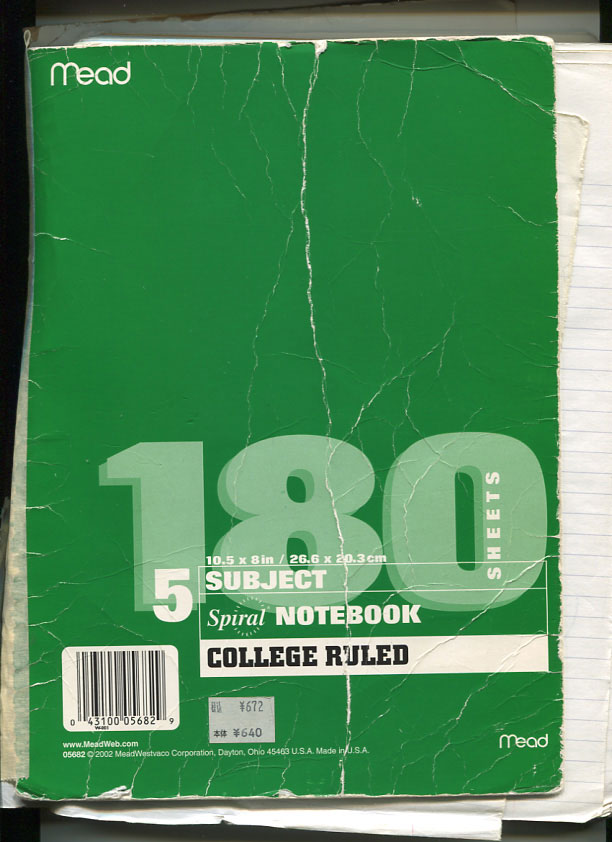 Mead
180
SHEETS
10.5 x 8in / 26.6 x 20.3cm
5 SUBJECT
Spiral NOTEBOOK
COLLEGE RULED
0 43100 05682 9
¥672
本体 ¥640
www.MeadWeb.com
Mead
05682 © 2002 MeadWestvaco Corporation, Dayton, Ohio 45463 U.S.A. Made in U.S.A.